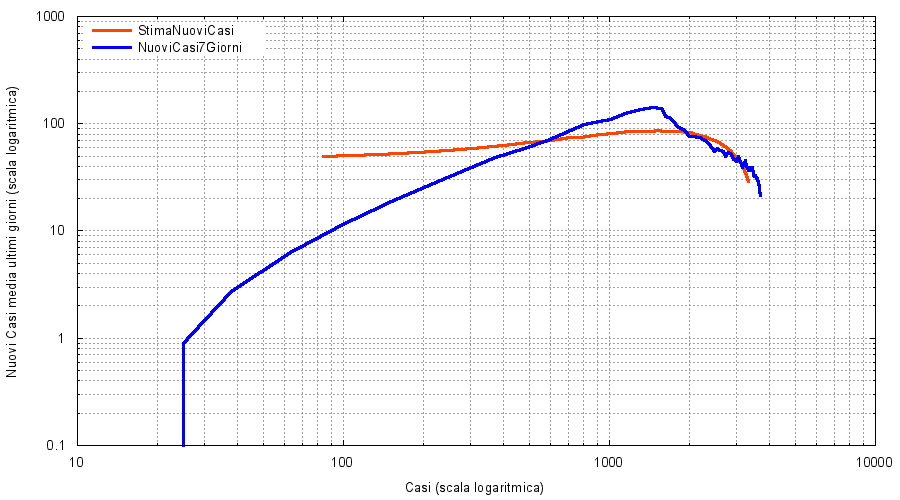 1000
StimaNuoviCasi
NuoviCasi7Giorni
100
10
1
0.1
Nuovi Casi media ultimi giorni (scala logaritmica)
10
100
1000
10000
Casi (scala logaritmica)